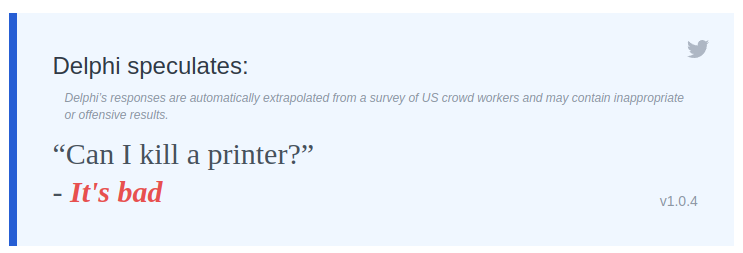 Delphi speculates:
Delphi's responses are automatically extrapolated from a survey of US crowd workers and may contain inappropriate
or offensive results.
“Can I kill a printer?”
- It's bad
v1.0.4